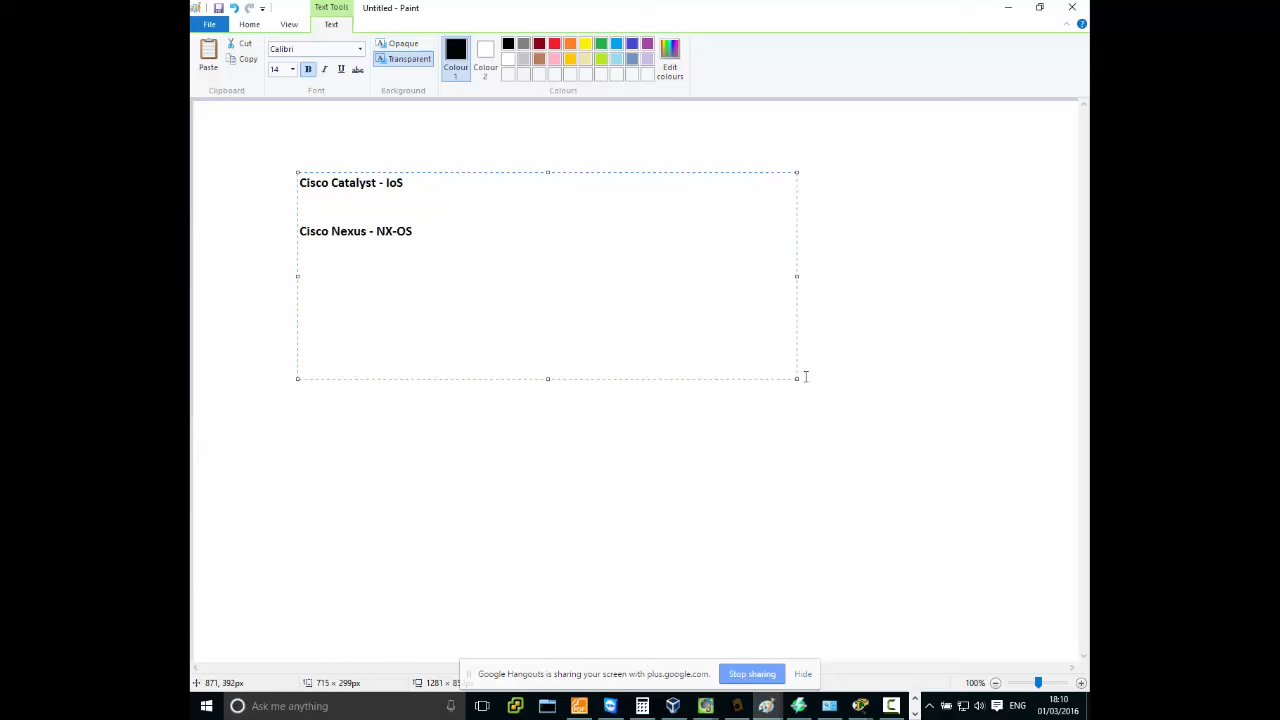 Text Tools
Untitled - Paint
File
Home
View
Text
Paste
Cut
Copy
Clipboard
Calibri
14
B
I
U
abc
Font
A Opaque
A Transparent
Background
Colour 1
Colour 2
Edit colours
Colours
Cisco Catalyst - IoS
Cisco Nexus - NX-OS
Google Hangouts is sharing your screen with plus.google.com.
Stop sharing
Hide
871, 392px
715 × 299px
100%
Ask me anything
ENG
18:10
01/03/2016